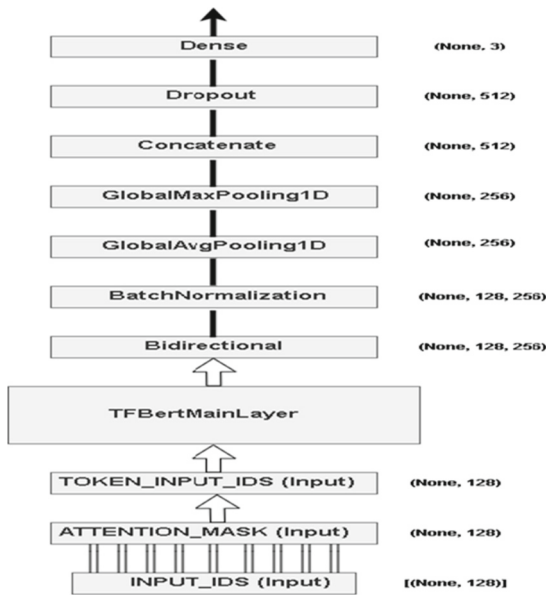 Dense (None, 3)
Dropout (None, 512)
Concatenate (None, 512)
GlobalMaxPooling1D (None, 256)
GlobalAvgPooling1D (None, 256)
BatchNormalization (None, 128, 256)
Bidirectional (None, 128, 256)
TFBertMainLayer
TOKEN_INPUT_IDS (Input) (None, 128)
ATTENTION_MASK (Input) (None, 128)
INPUT_IDS (Input) [(None, 128)]